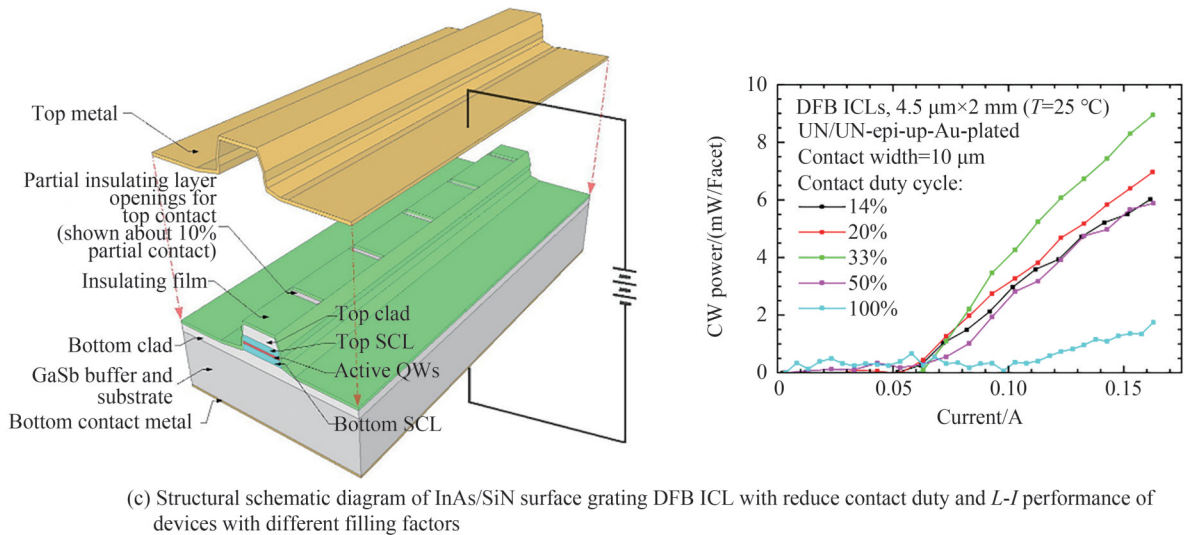 Top metal
Partial insulating layer
openings for
top contact
(shown about 10%
partial contact)
Insulating film
Top clad
Top SCL
Bottom clad
Active QWs
GaSb buffer and
substrate
Bottom SCL
Bottom contact metal
10
8
6
4
2
0
CW power/(mW/Facet)
DFB ICLs, 4.5 μm×2 mm (T=25 ℃)
UN/UN-epi-up-Au-plated
Contact width=10 μm
Contact duty cycle:
14%
20%
33%
50%
100%
0 0.05 0.10 0.15
Current/A
(c) Structural schematic diagram of InAs/SiN surface grating DFB ICL with reduce contact duty and L-I performance of
devices with different filling factors